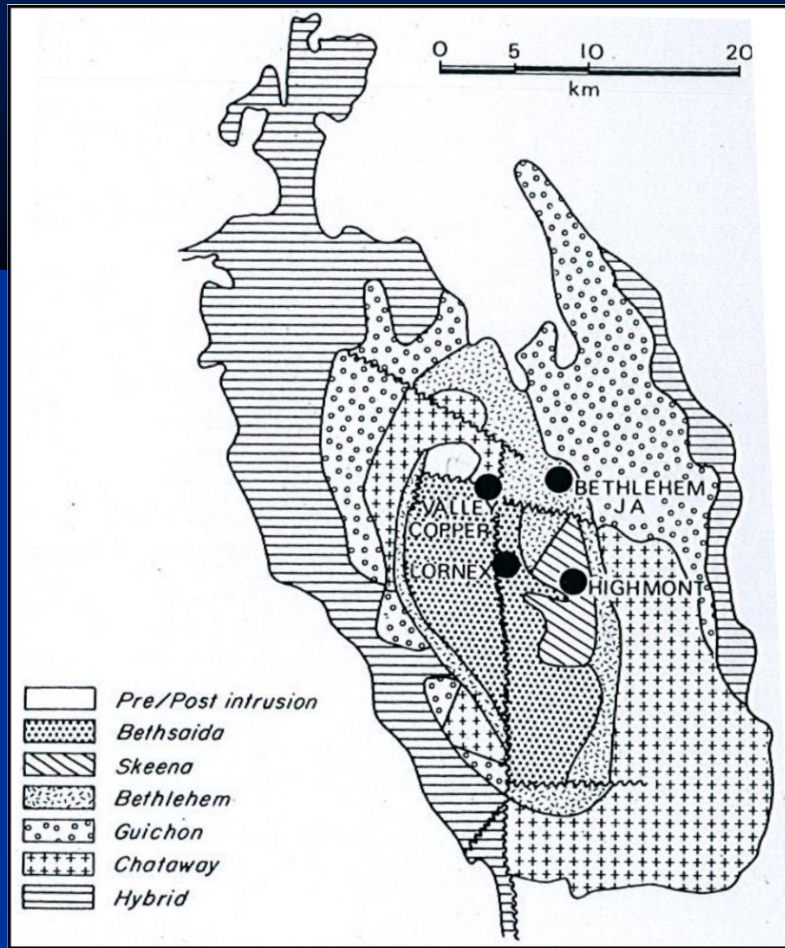 0 5 10 20
km
BETHLEHEM
JA
VALLEY
COPPER
LORNEX
HIGHMONT
Pre/Post intrusion
Bethsaida
Skeena
Bethlehem
Guichon
Chataway
Hybrid